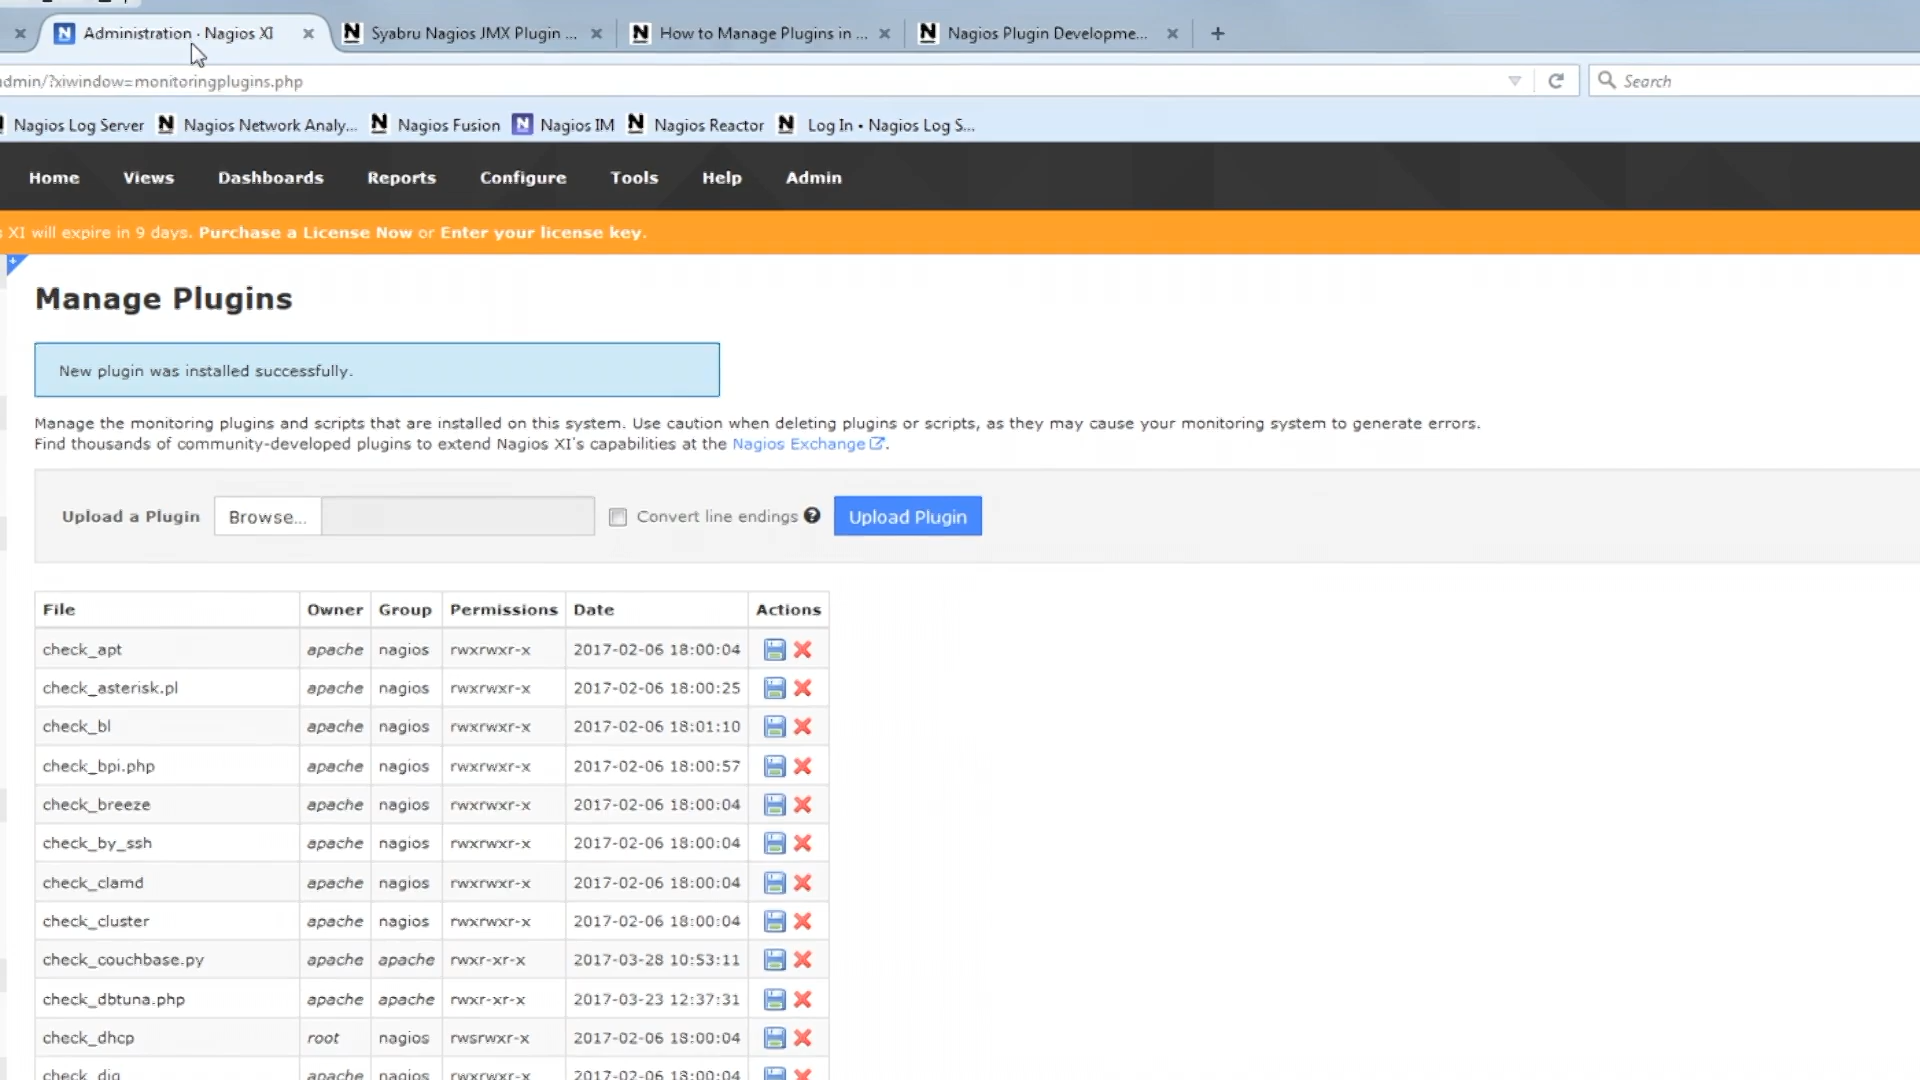 Administration · Nagios XI
Syabru Nagios JMX Plugin ...
How to Manage Plugins in ...
Nagios Plugin Developme...
dmin/?xiwindow=monitoringplugins.php
Search
Nagios Log Server
Nagios Network Analy...
Nagios Fusion
Nagios IM
Nagios Reactor
Log In • Nagios Log S...
Home Views Dashboards Reports Configure Tools Help Admin
s XI will expire in 9 days. Purchase a License Now or Enter your license key.
Manage Plugins
New plugin was installed successfully.
Manage the monitoring plugins and scripts that are installed on this system. Use caution when deleting plugins or scripts, as they may cause your monitoring system to generate errors.
Find thousands of community-developed plugins to extend Nagios XI's capabilities at the Nagios Exchange.
Upload a Plugin Browse... Convert line endings Upload Plugin
File Owner Group Permissions Date Actions
check_apt apache nagios rwxrwxr-x 2017-02-06 18:00:04
check_asterisk.pl apache nagios rwxrwxr-x 2017-02-06 18:00:25
check_bl apache nagios rwxrwxr-x 2017-02-06 18:01:10
check_bpi.php apache nagios rwxrwxr-x 2017-02-06 18:00:57
check_breeze apache nagios rwxrwxr-x 2017-02-06 18:00:04
check_by_ssh apache nagios rwxrwxr-x 2017-02-06 18:00:04
check_clamd apache nagios rwxrwxr-x 2017-02-06 18:00:04
check_cluster apache nagios rwxrwxr-x 2017-02-06 18:00:04
check_couchbase.py apache apache rwxr-xr-x 2017-03-28 10:53:11
check_dbtuna.php apache apache rwxr-xr-x 2017-03-23 12:37:31
check_dhcp root nagios rwsrwxr-x 2017-02-06 18:00:04
check_dig apache nagios rwxrwxr-x 2017-02-06 18:00:04